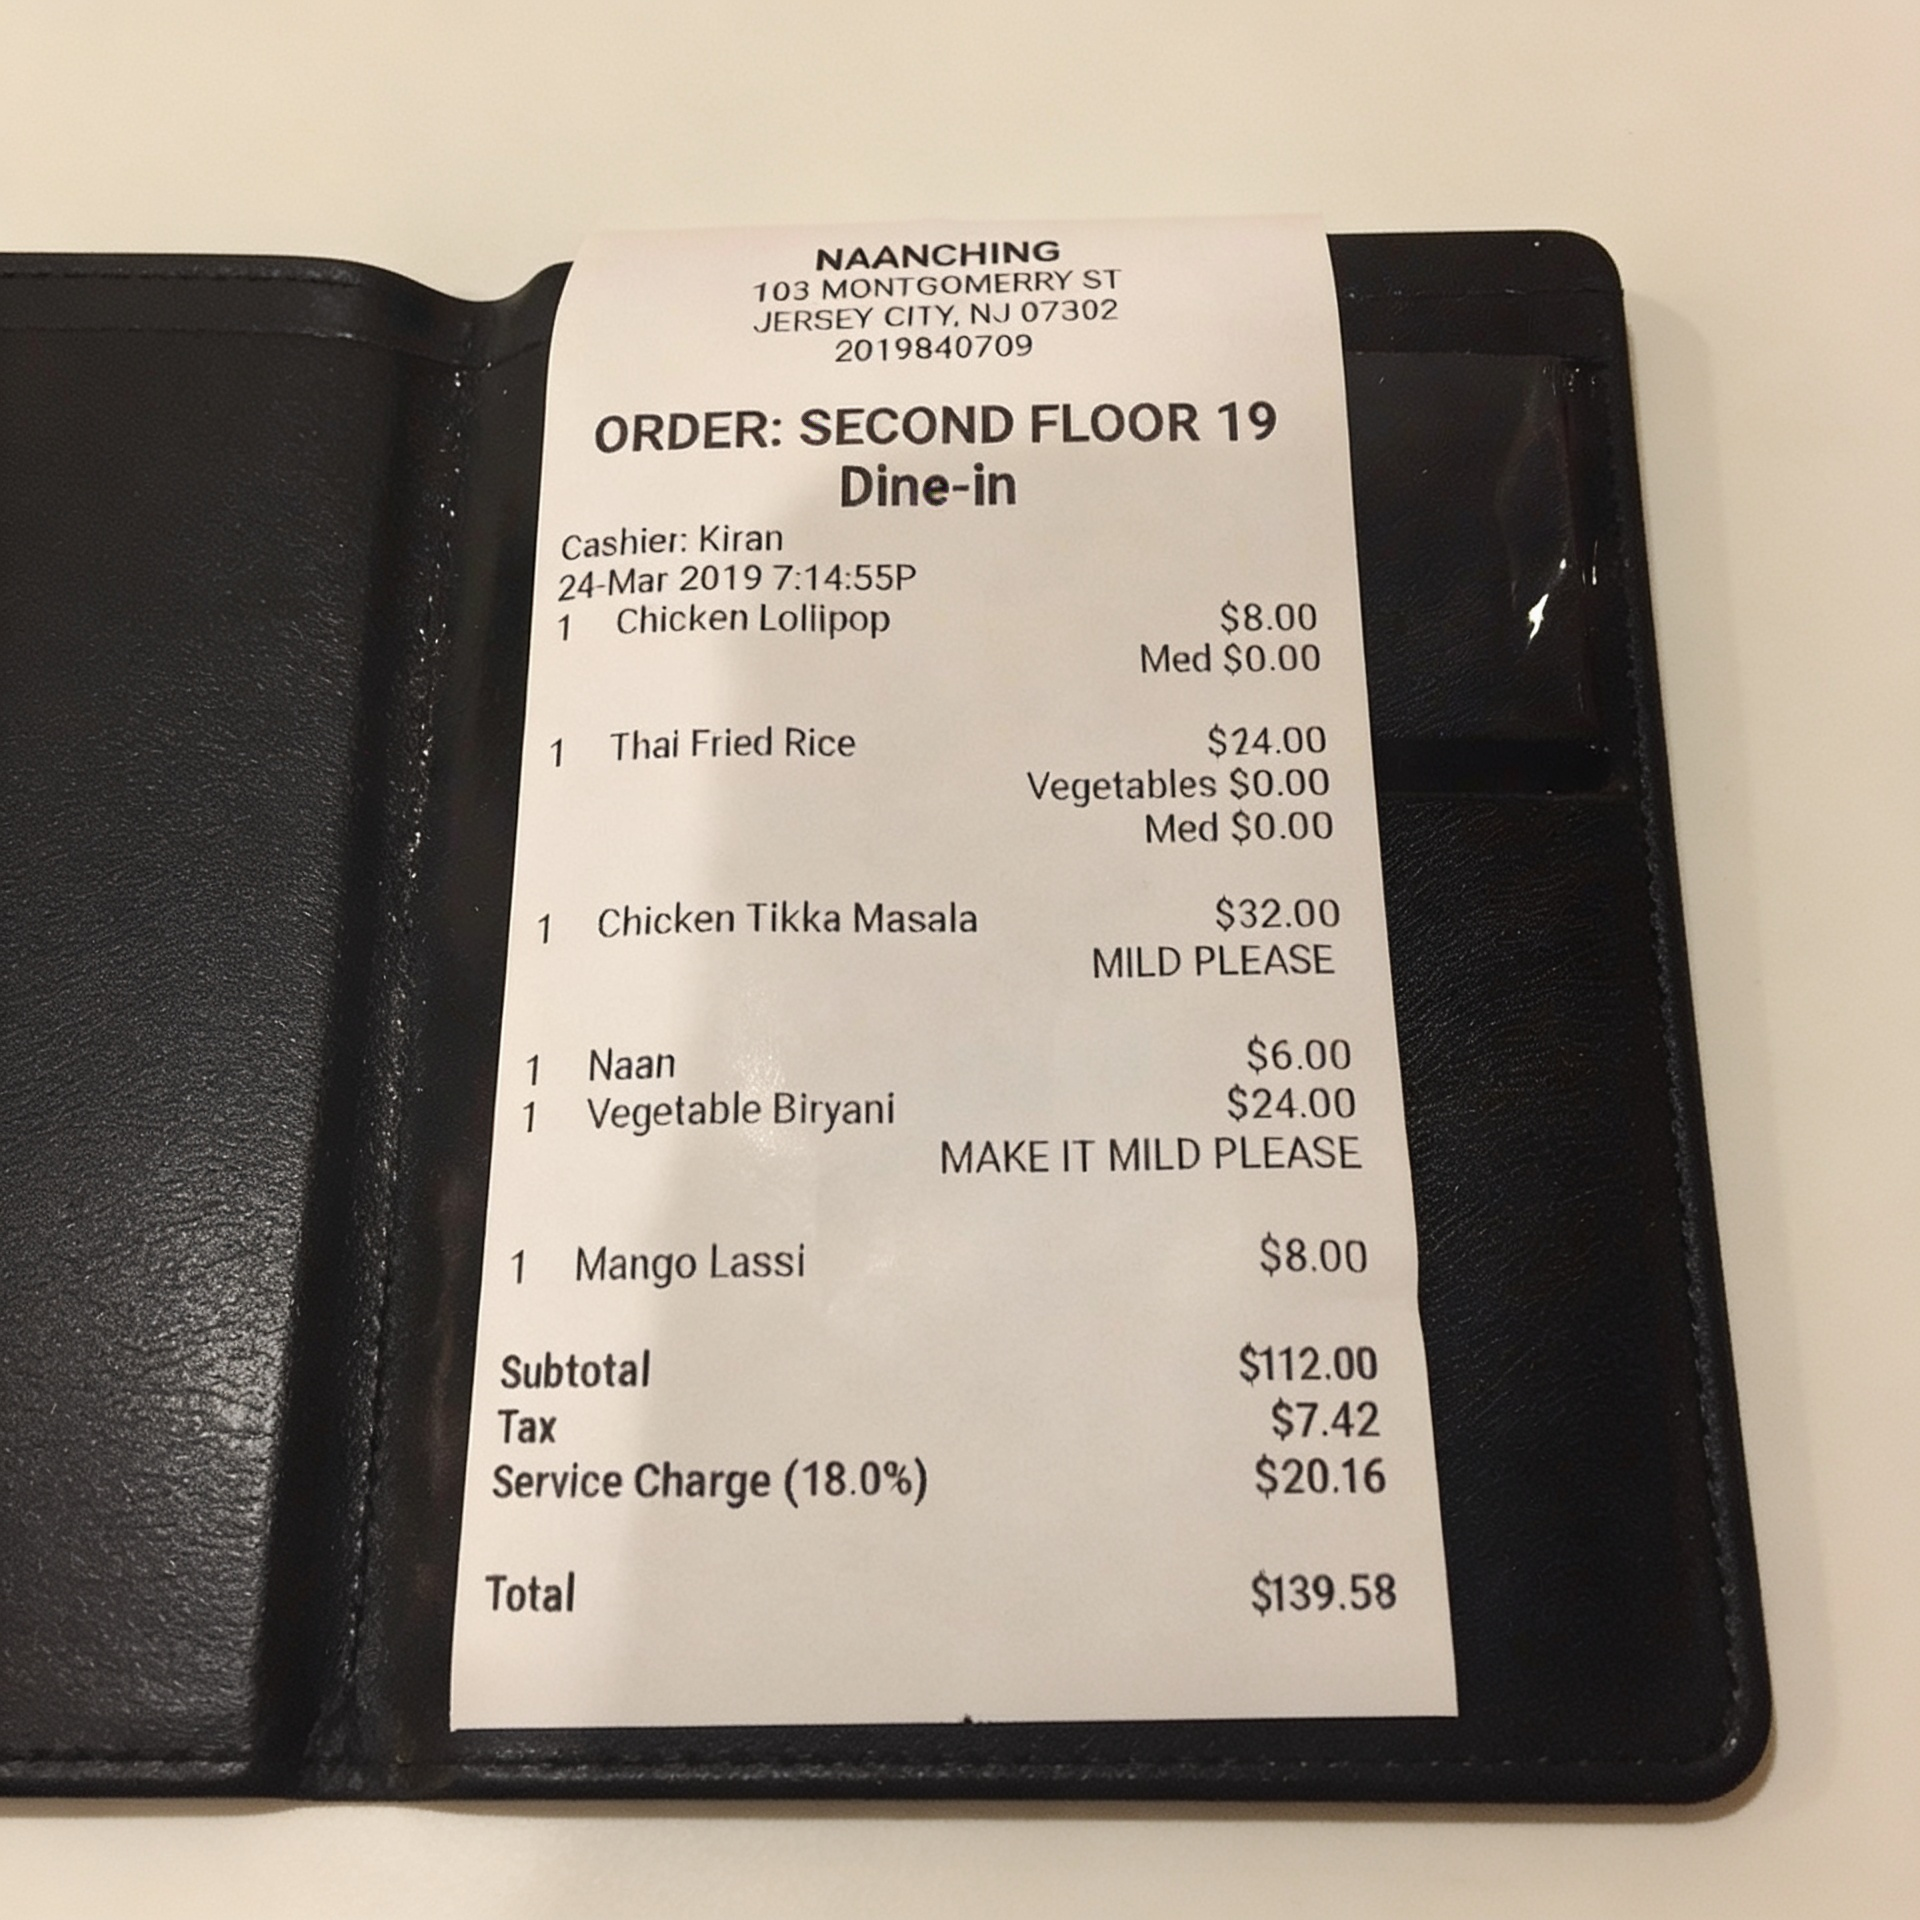 NAANCHING
103 MONTGOMERRY ST
JERSEY CITY, NJ 07302
2019840709
ORDER: SECOND FLOOR 19
Dine-in
Cashier: Kiran
24-Mar 2019 7:14:55P
1 Chicken Lollipop $8.00
Med $0.00
1 Thai Fried Rice $24.00
Vegetables $0.00
Med $0.00
1 Chicken Tikka Masala $32.00
MILD PLEASE
1 Naan $6.00
1 Vegetable Biryani $24.00
MAKE IT MILD PLEASE
1 Mango Lassi $8.00
Subtotal $112.00
Tax $7.42
Service Charge (18.0%) $20.16
Total $139.58